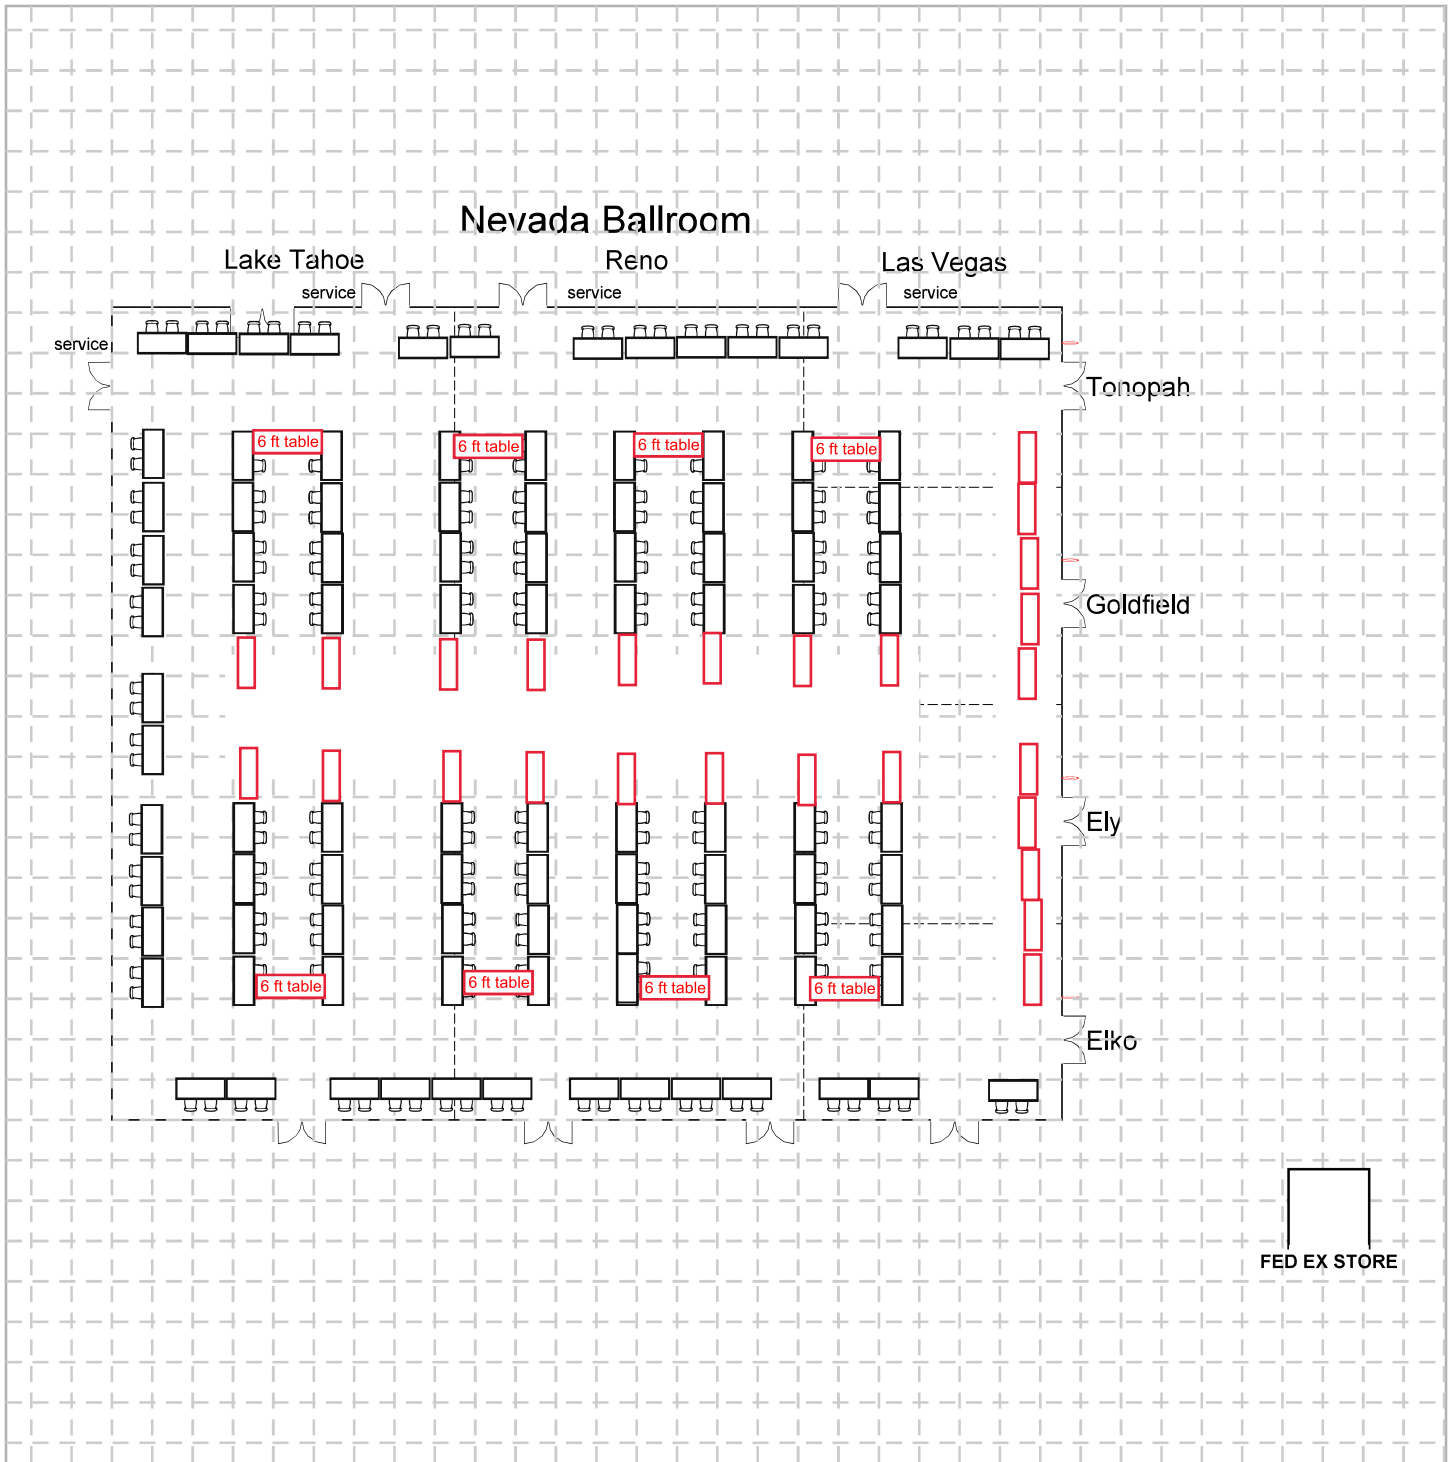 Nevada Ballroom
Lake Tahoe
Reno
Las Vegas
service
service
service
service
Tonopah
6 ft table
6 ft table
6 ft table
6 ft table
Goldfield
Ely
6 ft table
6 ft table
6 ft table
6 ft table
Elko
FED EX STORE